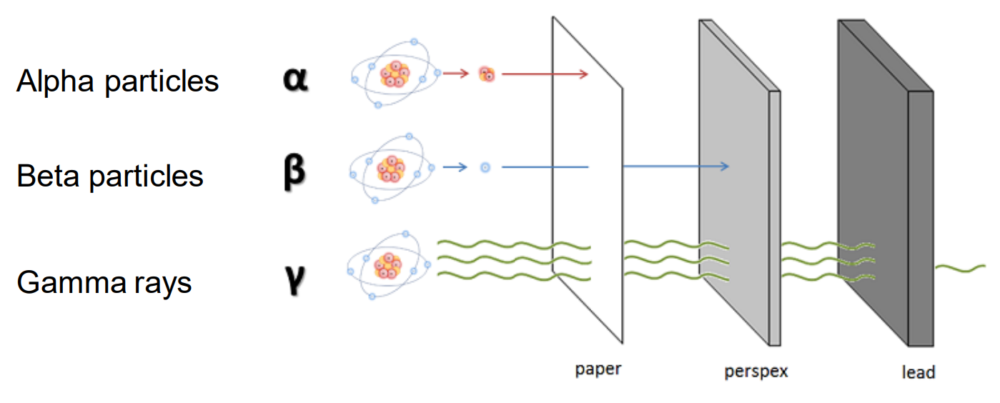 Alpha particles α
Beta particles β
Gamma rays γ
paper
perspex
lead